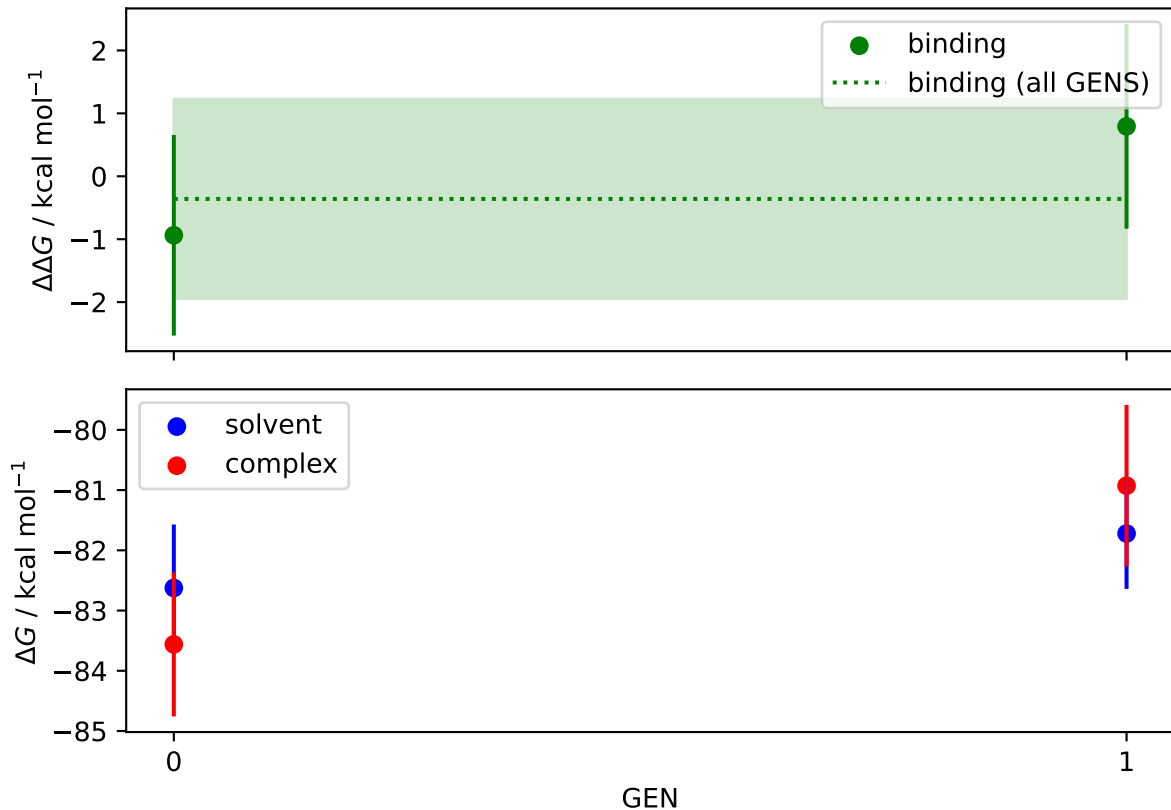 binding
binding (all GENS)
2
1
0
−1
−2
ΔΔG / kcal mol⁻¹
solvent
complex
−80
−81
−82
−83
−84
−85
ΔG / kcal mol⁻¹
0
1
GEN